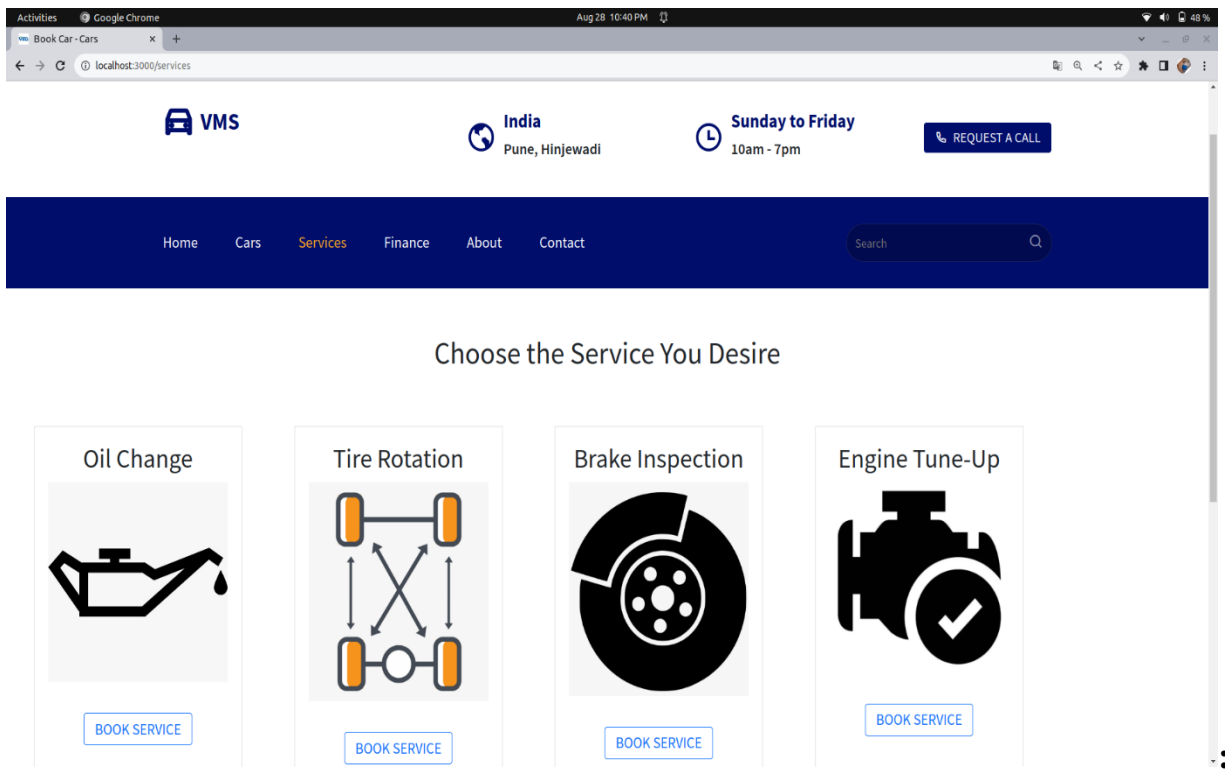 Activities Google Chrome Aug 28 10:40 PM 48 %
Book Car - Cars
localhost:3000/services
VMS
India
Pune, Hinjewadi
Sunday to Friday
10am - 7pm
REQUEST A CALL
Home Cars Services Finance About Contact Search
Choose the Service You Desire
Oil Change Tire Rotation Brake Inspection Engine Tune-Up
BOOK SERVICE BOOK SERVICE BOOK SERVICE BOOK SERVICE